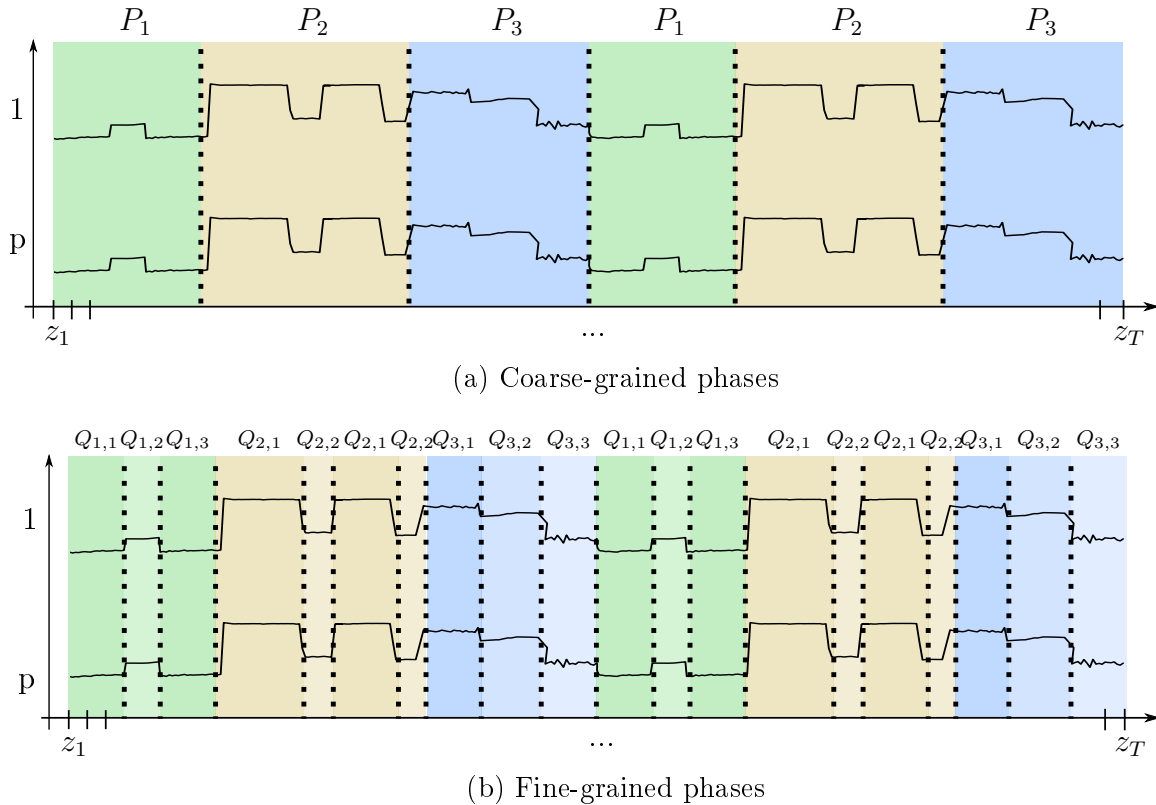 P₁ P₂ P₃ P₁ P₂ P₃
1
p
z₁ ... z_T
(a) Coarse-grained phases
Q₁,₁ Q₁,₂ Q₁,₃ Q₂,₁ Q₂,₂ Q₂,₁ Q₂,₂ Q₃,₁ Q₃,₂ Q₃,₃ Q₁,₁ Q₁,₂ Q₁,₃ Q₂,₁ Q₂,₂ Q₂,₁ Q₂,₂ Q₃,₁ Q₃,₂ Q₃,₃
1
p
z₁ ... z_T
(b) Fine-grained phases